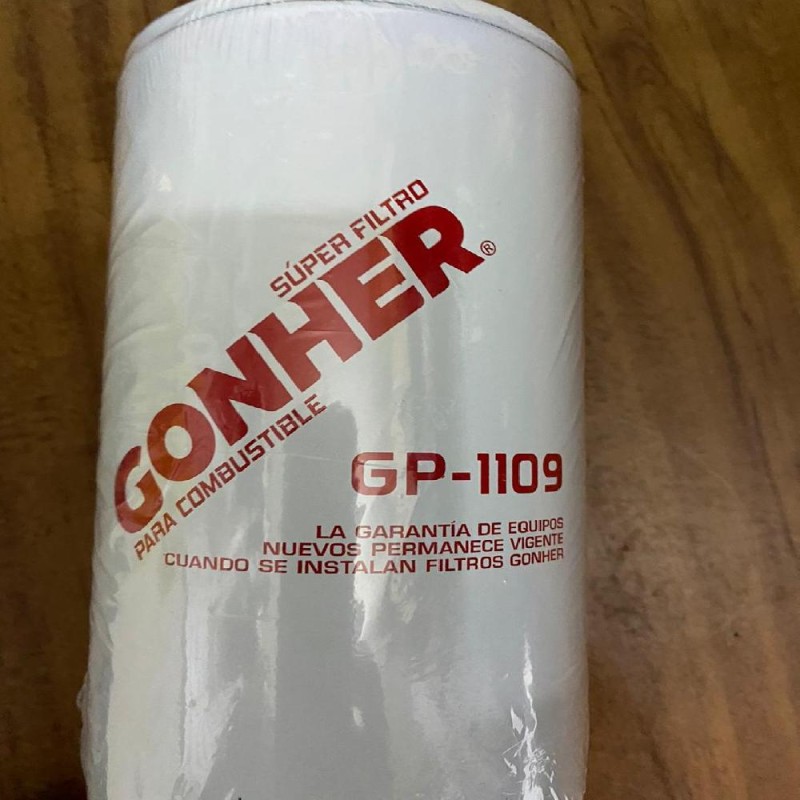 SÚPER FILTRO
GONHER®
PARA COMBUSTIBLE
GP-1109
LA GARANTÍA DE EQUIPOS
NUEVOS PERMANECE VIGENTE
CUANDO SE INSTALAN FILTROS GONHER